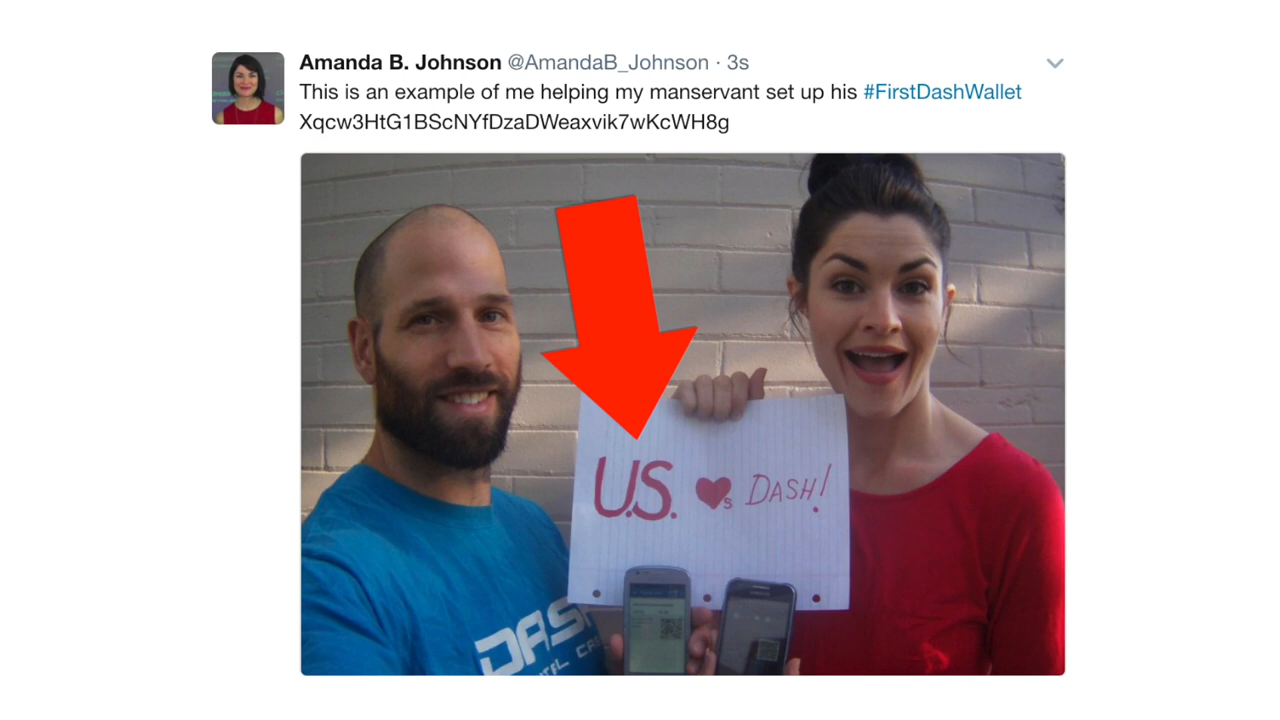 Amanda B. Johnson @AmandaB_Johnson · 3s
This is an example of me helping my manservant set up his #FirstDashWallet
Xqcw3HtG1BScNYfDzaDWeaxvik7wKcWH8g
U.S. ♥s DASH!
DASH